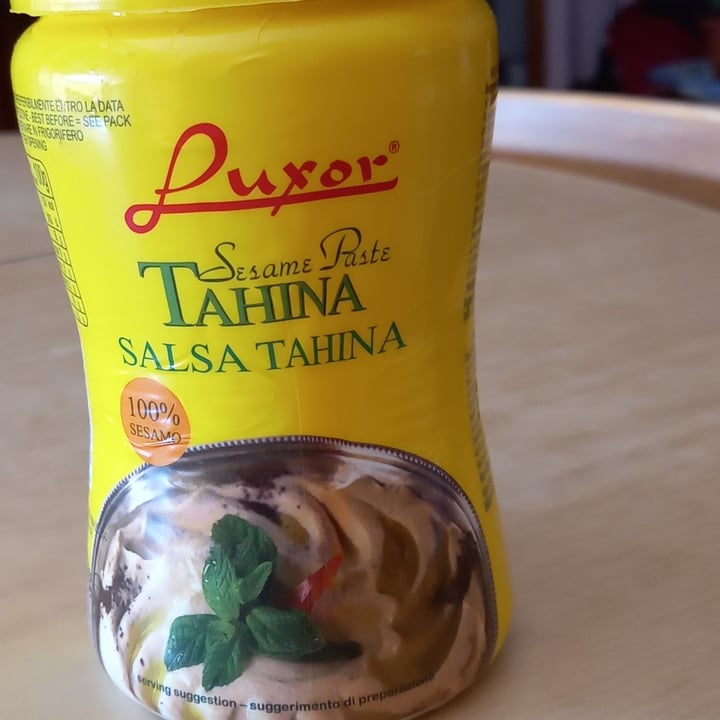 ENTRO LA DATA
BEST BEFORE = SEE PACK
IN FRIGORIFERO
OPENING
Luxor®
Sesame Paste
TAHINA
SALSA TAHINA
100%
SESAMO
serving suggestion – suggerimento di preparazione